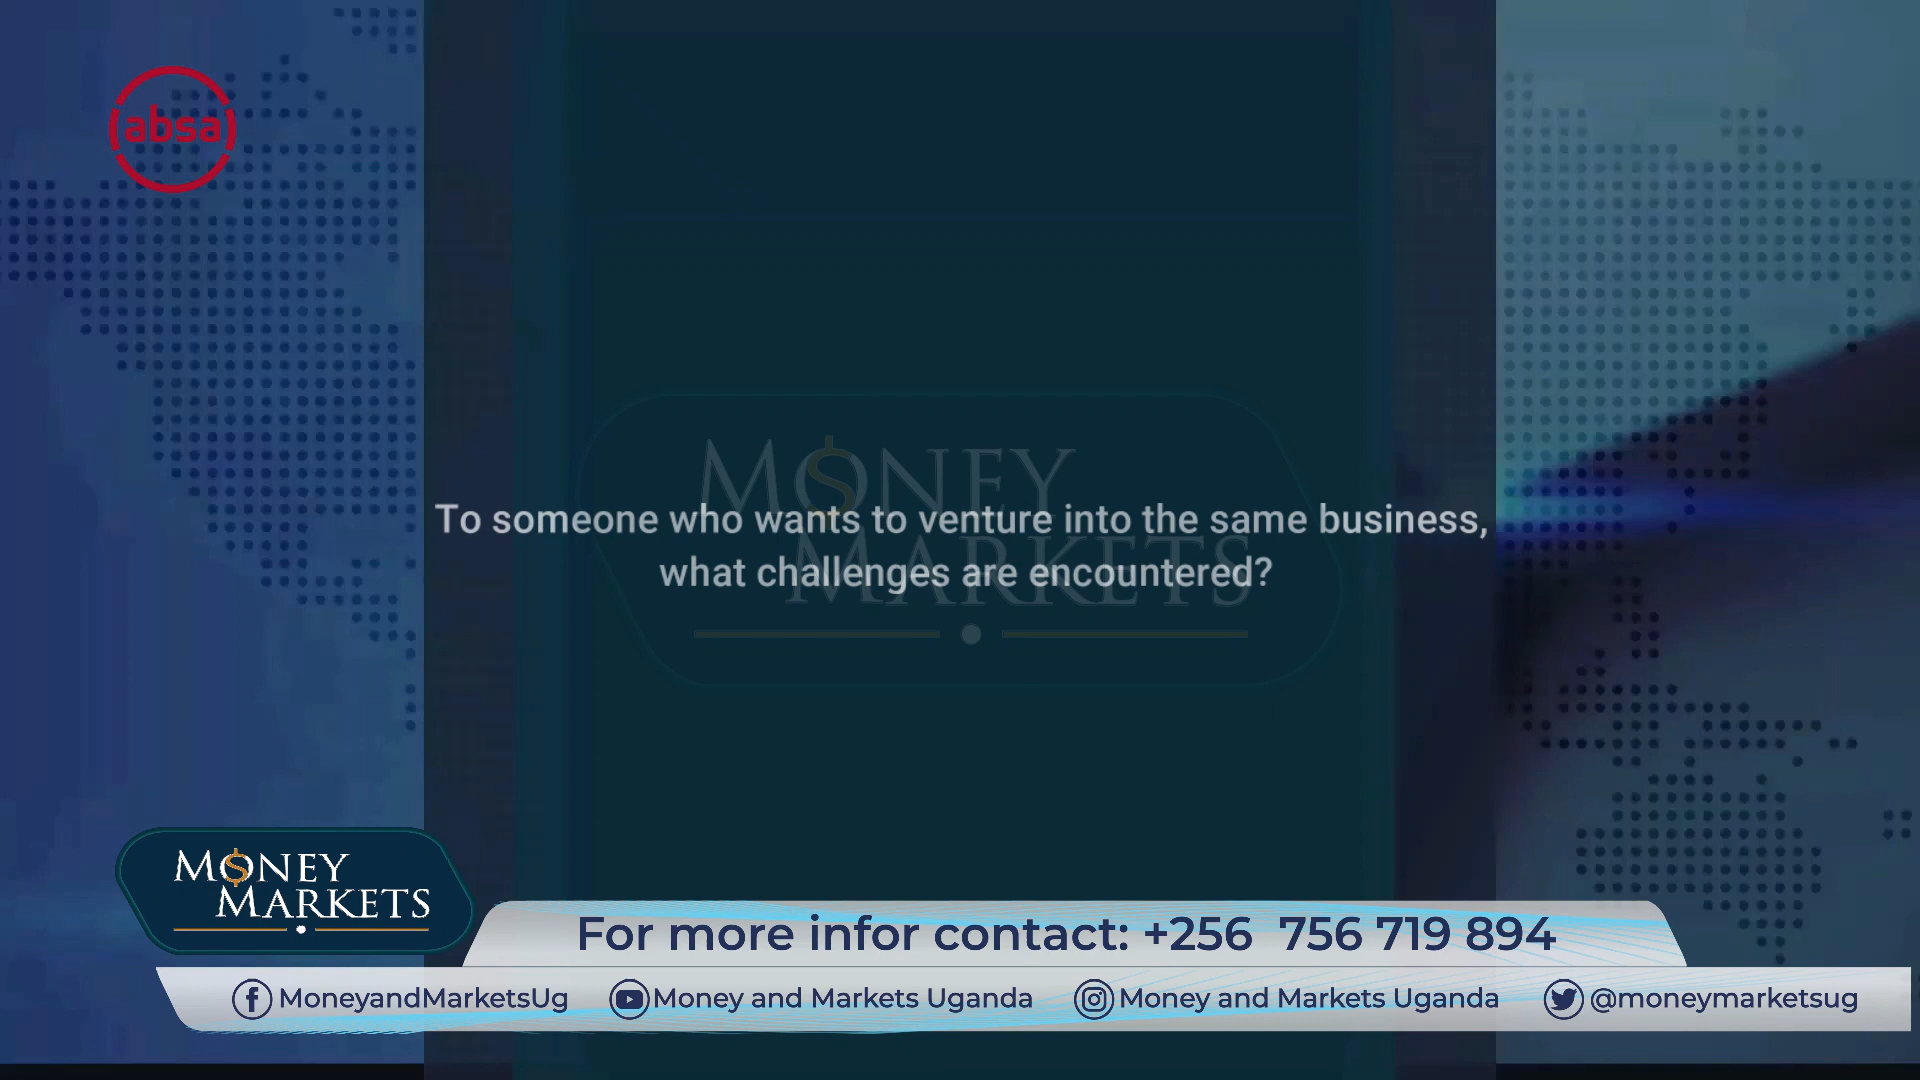 absa
MONEY
MARKETS
To someone who wants to venture into the same business,
what challenges are encountered?
MONEY
MARKETS
For more infor contact: +256 756 719 894
MoneyandMarketsUg
Money and Markets Uganda
Money and Markets Uganda
@moneymarketsug